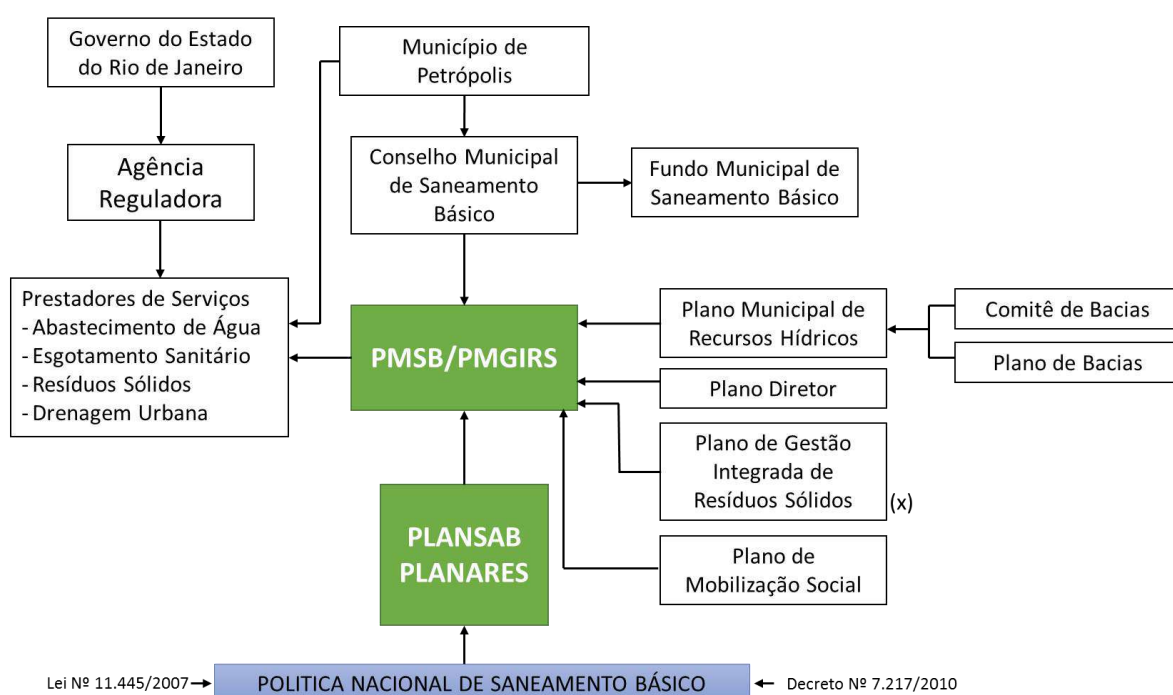 Governo do Estado
do Rio de Janeiro
Município de
Petrópolis
Agência
Reguladora
Conselho Municipal
de Saneamento
Básico
Fundo Municipal de
Saneamento Básico
Prestadores de Serviços
- Abastecimento de Água
- Esgotamento Sanitário
- Resíduos Sólidos
- Drenagem Urbana
PMSB/PMGIRS
Plano Municipal de
Recursos Hídricos
Comitê de Bacias
Plano de Bacias
Plano Diretor
Plano de Gestão
Integrada de
Resíduos Sólidos
(x)
PLANSAB
PLANARES
Plano de
Mobilização Social
Lei Nº 11.445/2007
POLITICA NACIONAL DE SANEAMENTO BÁSICO
Decreto Nº 7.217/2010